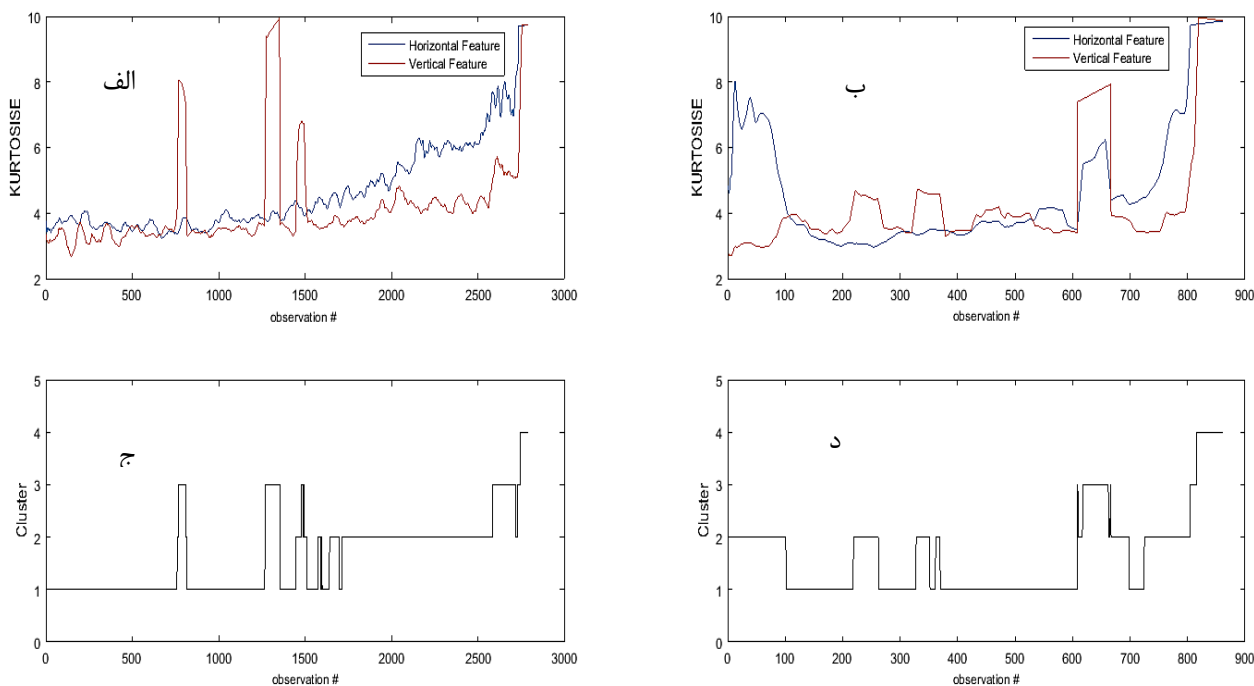 الف
KURTOSISE
10
8
6
4
2
0 500 1000 1500 2000 2500 3000
observation #
Horizontal Feature
Vertical Feature
ب
KURTOSISE
10
8
6
4
2
0 100 200 300 400 500 600 700 800 900
observation #
Horizontal Feature
Vertical Feature
ج
Cluster
5
4
3
2
1
0
0 500 1000 1500 2000 2500 3000
observation #
د
Cluster
5
4
3
2
1
0
0 100 200 300 400 500 600 700 800 900
observation #